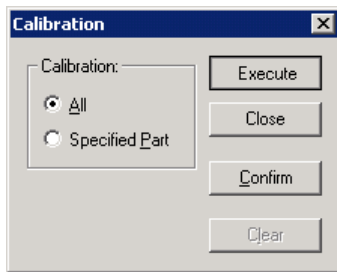 Calibration
Calibration:
All
Specified Part
Execute
Close
Confirm
Clear